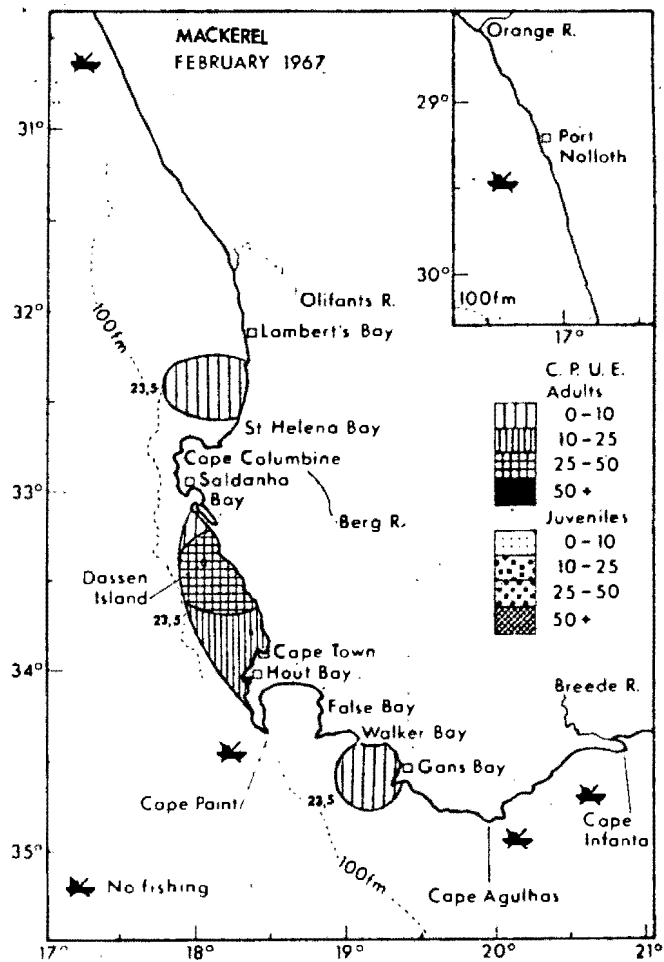 MACKEREL
FEBRUARY 1967
Orange R.
29°
Port
Nolloth
30°
100fm
17°
31°
32°
33°
34°
35°
Olifants R.
100fm
Lambert's Bay
23,5
St Helena Bay
Cape Columbine
Saldanha
Bay
Berg R.
Dassen
Island
23,5
Cape Town
Hout Bay
False Bay
Walker Bay
Gans Bay
23,5
Breede R.
Cape Point
Cape
Infanta
100fm
Cape Agulhas
No fishing
C. P. U. E.
Adults
0-10
10-25
25-50
50+
Juveniles
0-10
10-25
25-50
50+
17°
18°
19°
20°
21°